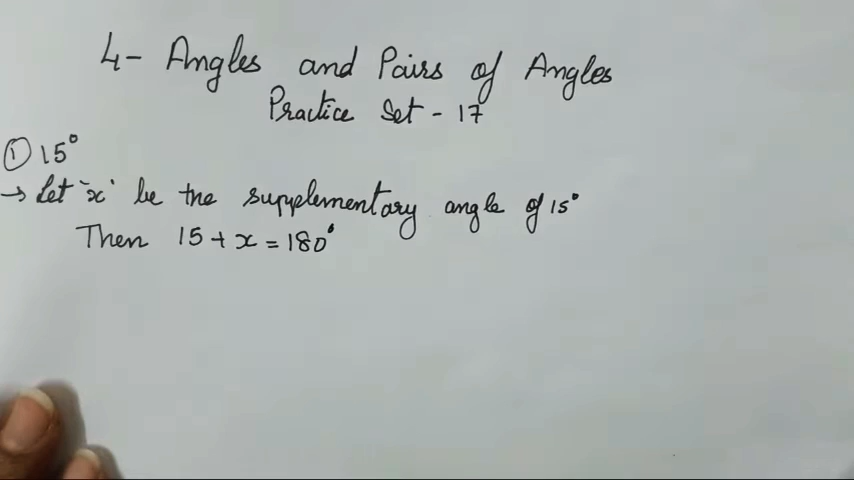 4- Angles and Pairs of Angles
Practice Set - 17
① 15°
→ Let 'x' be the supplementary angle of 15°
Then 15 + x = 180°